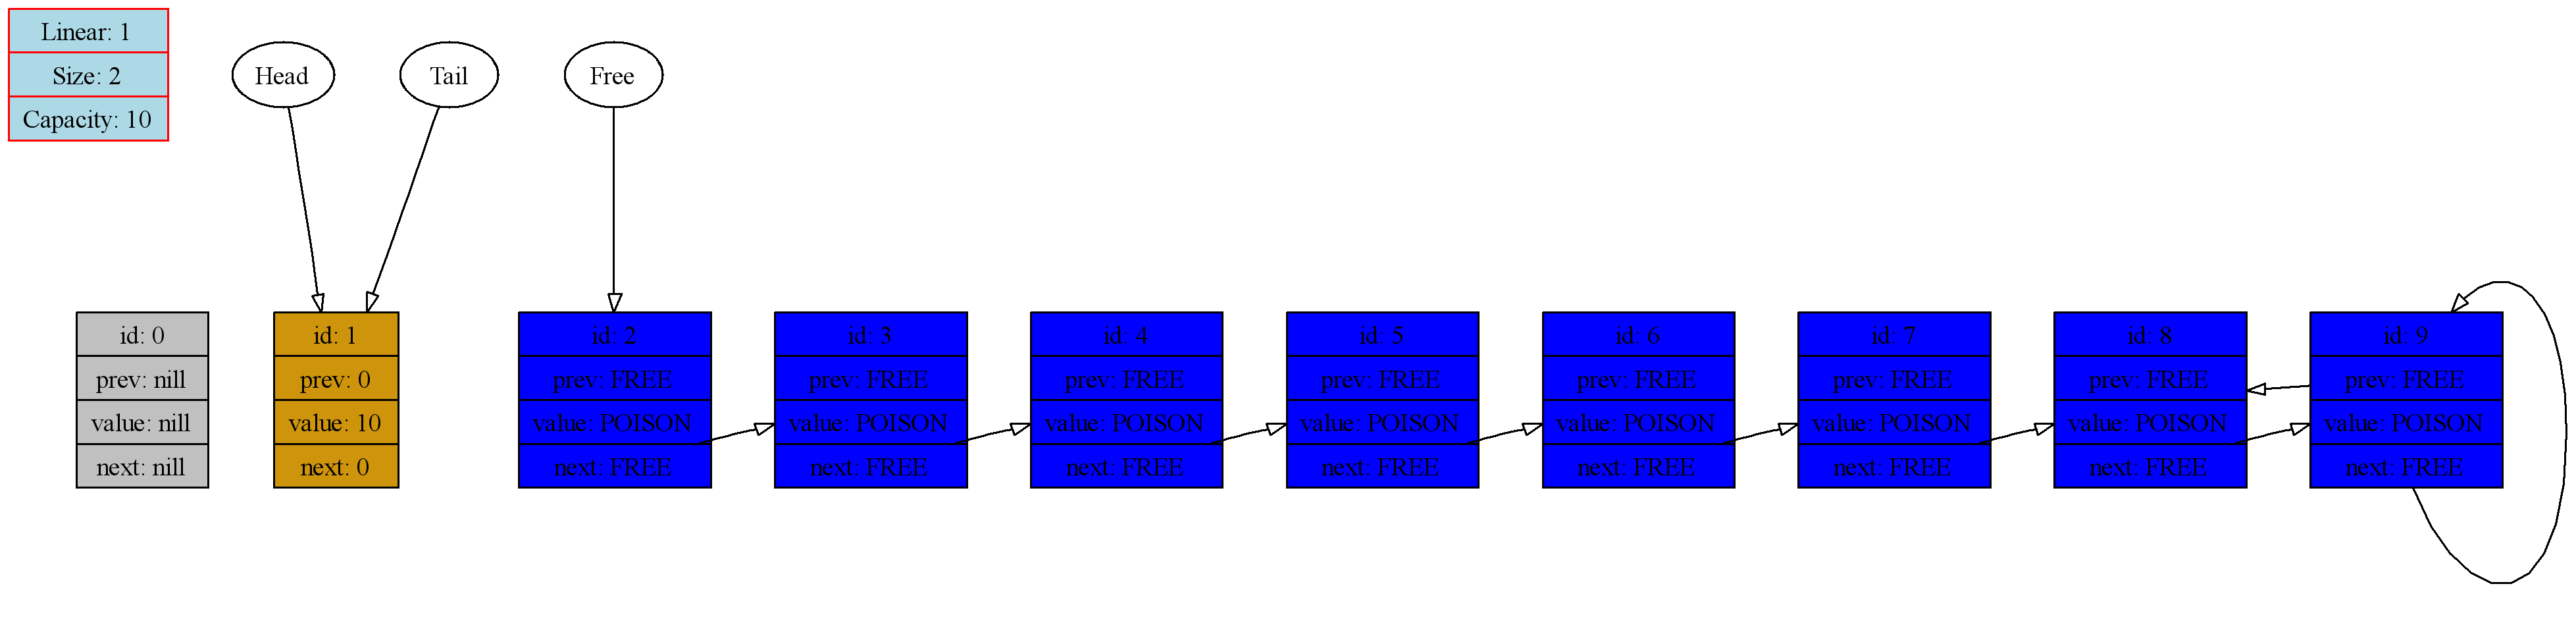 Linear: 1
Size: 2
Capacity: 10
Head
Tail
Free
id: 0
prev: nill
value: nill
next: nill
id: 1
prev: 0
value: 10
next: 0
id: 2
prev: FREE
value: POISON
next: FREE
id: 3
prev: FREE
value: POISON
next: FREE
id: 4
prev: FREE
value: POISON
next: FREE
id: 5
prev: FREE
value: POISON
next: FREE
id: 6
prev: FREE
value: POISON
next: FREE
id: 7
prev: FREE
value: POISON
next: FREE
id: 8
prev: FREE
value: POISON
next: FREE
id: 9
prev: FREE
value: POISON
next: FREE